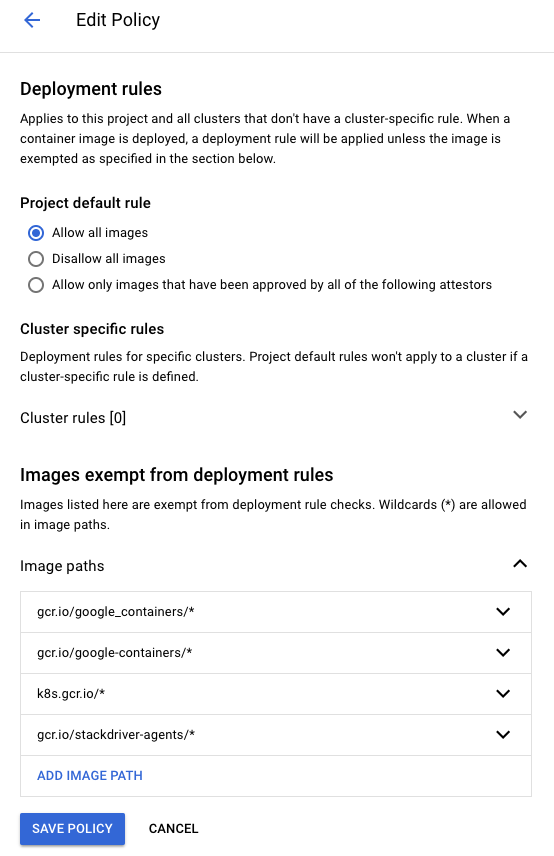 Edit Policy
Deployment rules
Applies to this project and all clusters that don't have a cluster-specific rule. When a
container image is deployed, a deployment rule will be applied unless the image is
exempted as specified in the section below.
Project default rule
Allow all images
Disallow all images
Allow only images that have been approved by all of the following attestors
Cluster specific rules
Deployment rules for specific clusters. Project default rules won't apply to a cluster if a
cluster-specific rule is defined.
Cluster rules [0]
Images exempt from deployment rules
Images listed here are exempt from deployment rule checks. Wildcards (*) are allowed
in image paths.
Image paths
gcr.io/google_containers/*
gcr.io/google-containers/*
k8s.gcr.io/*
gcr.io/stackdriver-agents/*
ADD IMAGE PATH
SAVE POLICY CANCEL